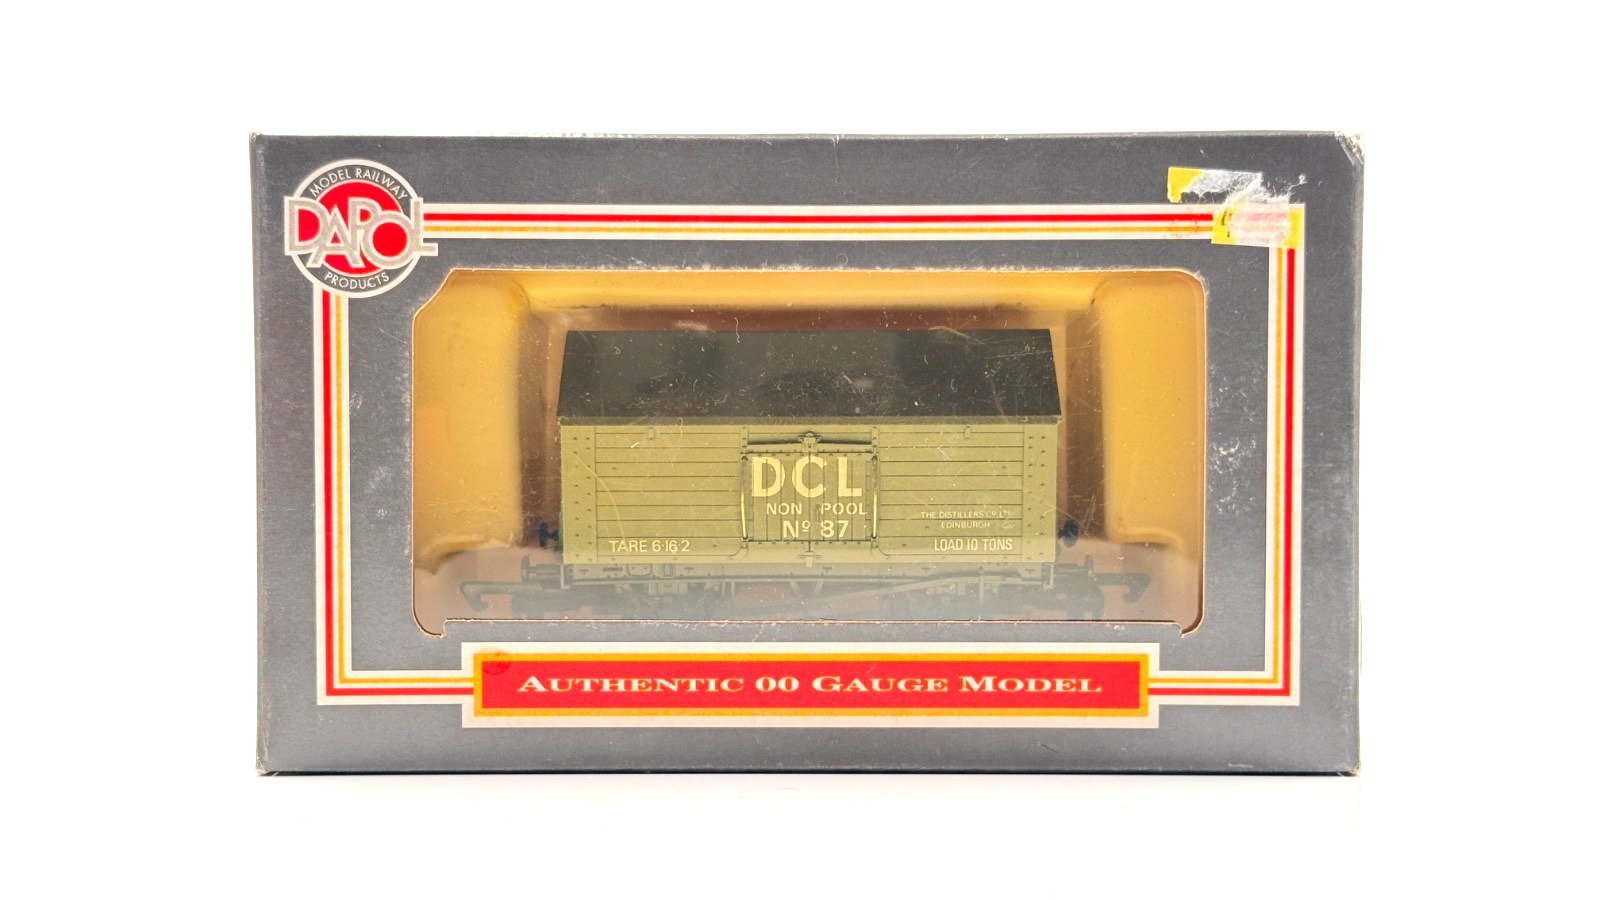 MODEL RAILWAY
DAPOL
PRODUCTS
DCL
NON POOL
Nº 87
THE DISTILLERS Cº LTD
EDINBURGH
TARE 6·16·2
LOAD 10 TONS
AUTHENTIC 00 GAUGE MODEL